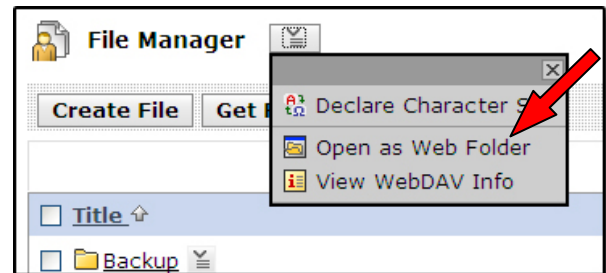 File Manager
Declare Character
Create File Get
Open as Web Folder
View WebDAV Info
Title
Backup